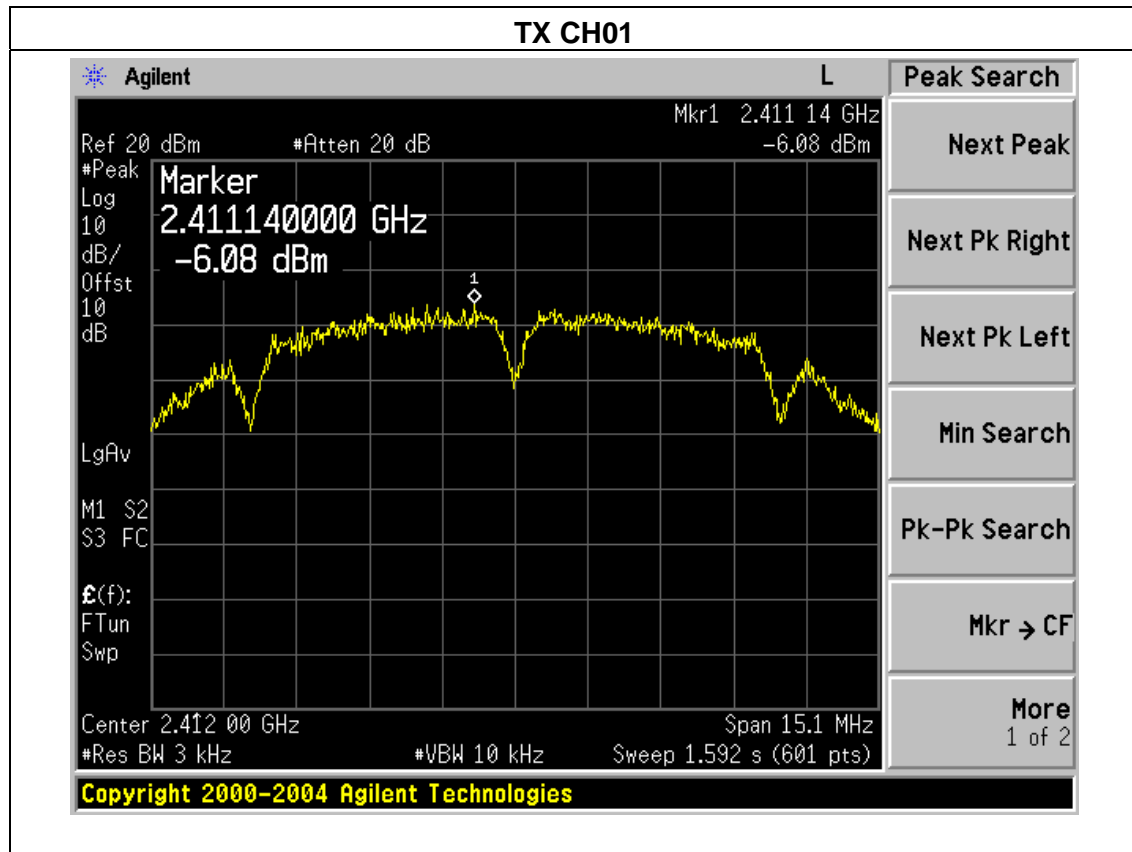 TX CH01
Agilent L Peak Search
Mkr1 2.411 14 GHz
Ref 20 dBm #Atten 20 dB -6.08 dBm
#Peak
Log
10
dB/
Offst
10
dB
Marker
2.411140000 GHz
-6.08 dBm
1
LgAv
M1 S2
S3 FC
£(f):
FTun
Swp
Center 2.412 00 GHz Span 15.1 MHz
#Res BW 3 kHz #VBW 10 kHz Sweep 1.592 s (601 pts)
Next Peak
Next Pk Right
Next Pk Left
Min Search
Pk-Pk Search
Mkr → CF
More
1 of 2
Copyright 2000-2004 Agilent Technologies